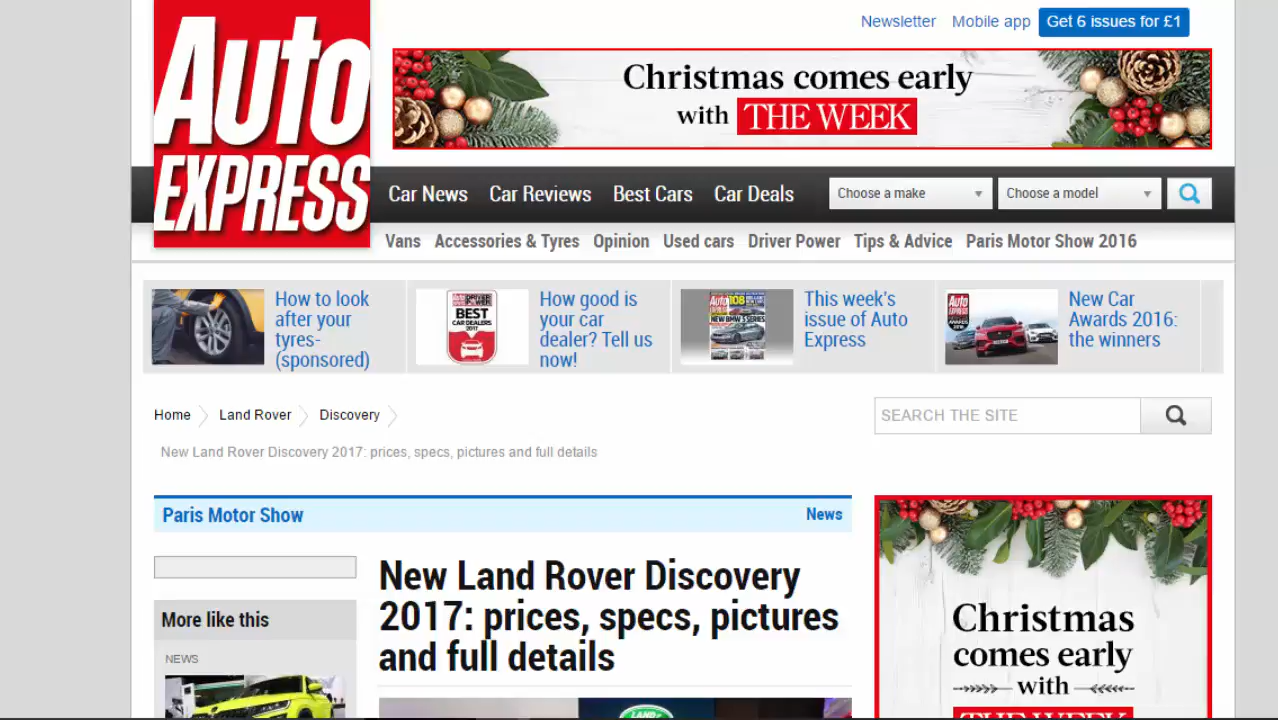 Newsletter Mobile app Get 6 issues for £1
Auto
EXPRESS
Christmas comes early
with THE WEEK
Car News Car Reviews Best Cars Car Deals Choose a make Choose a model
Vans Accessories & Tyres Opinion Used cars Driver Power Tips & Advice Paris Motor Show 2016
How to look
after your
tyres-
(sponsored)
BEST
CAR DEALERS
2017
How good is
your car
dealer? Tell us
now!
This week's
issue of Auto
Express
New Car
Awards 2016:
the winners
Home Land Rover Discovery
SEARCH THE SITE
New Land Rover Discovery 2017: prices, specs, pictures and full details
Paris Motor Show News
New Land Rover Discovery
2017: prices, specs, pictures
and full details
More like this
NEWS
Christmas
comes early
with
THE WEEK